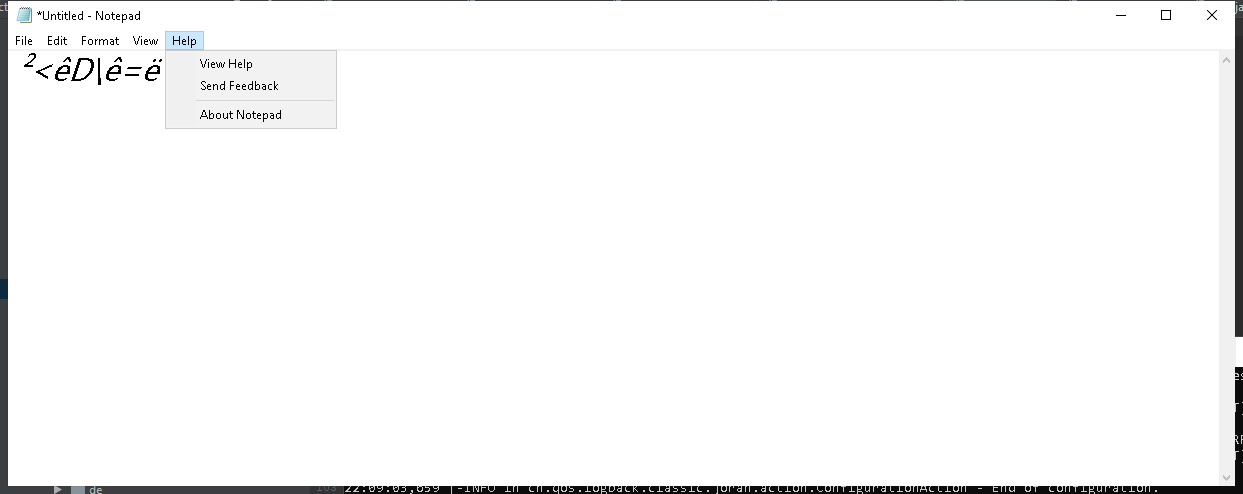 *Untitled - Notepad
File Edit Format View Help
²<êD\ê=ë
View Help
Send Feedback
About Notepad
de
22:09:03,659 |-INFO in ch.qos.logback.classic.joran.action.ConfigurationAction - End of configuration.